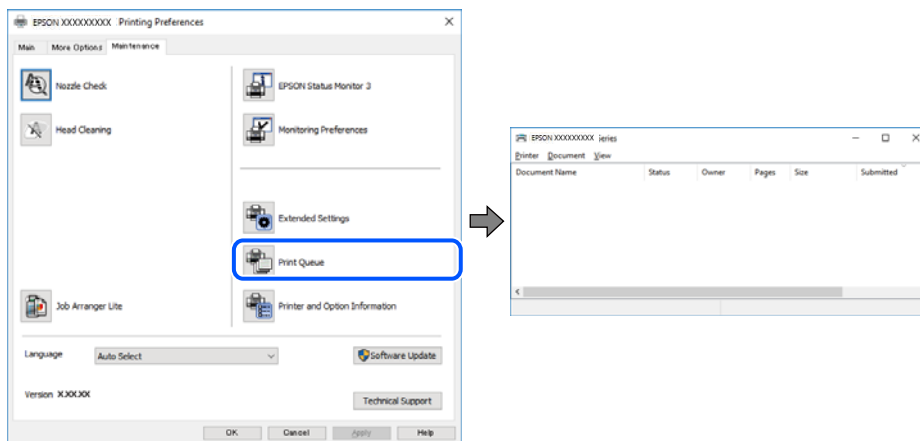 EPSON XXXXXXXXX Printing Preferences
Main More Options Maintenance
Nozzle Check
Head Cleaning
Job Arranger Lite
EPSON Status Monitor 3
Monitoring Preferences
Extended Settings
Print Queue
Printer and Option Information
Language Auto Select Software Update
Version X.XX.XX
Technical Support
OK Cancel Apply Help
EPSON XXXXXXXXX ieries
Printer Document View
Document Name Status Owner Pages Size Submitted